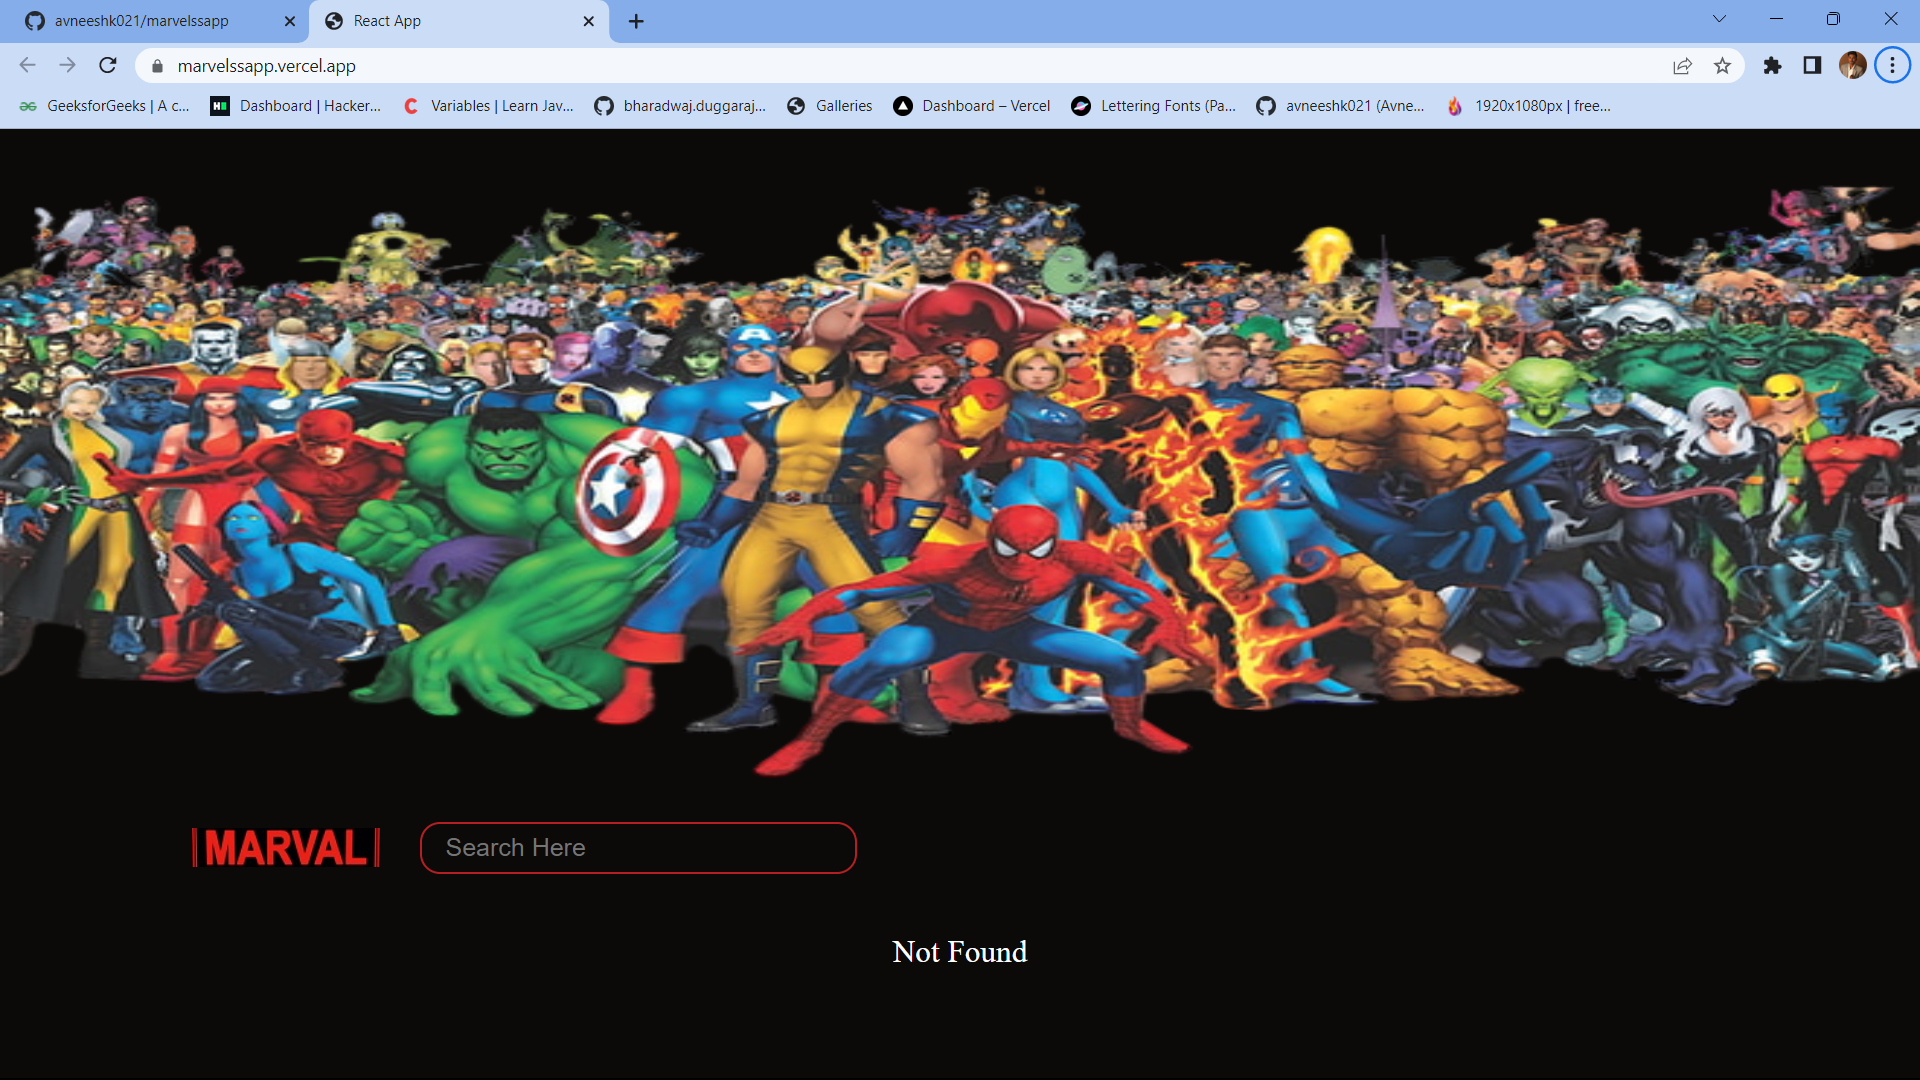 avneeshk021/marvelssapp
React App
marvelssapp.vercel.app
GeeksforGeeks | A c...
Dashboard | Hacker...
Variables | Learn Jav...
bharadwaj.duggaraj...
Galleries
Dashboard – Vercel
Lettering Fonts (Pa...
avneeshk021 (Avne...
1920x1080px | free...
MARVAL
Search Here
Not Found